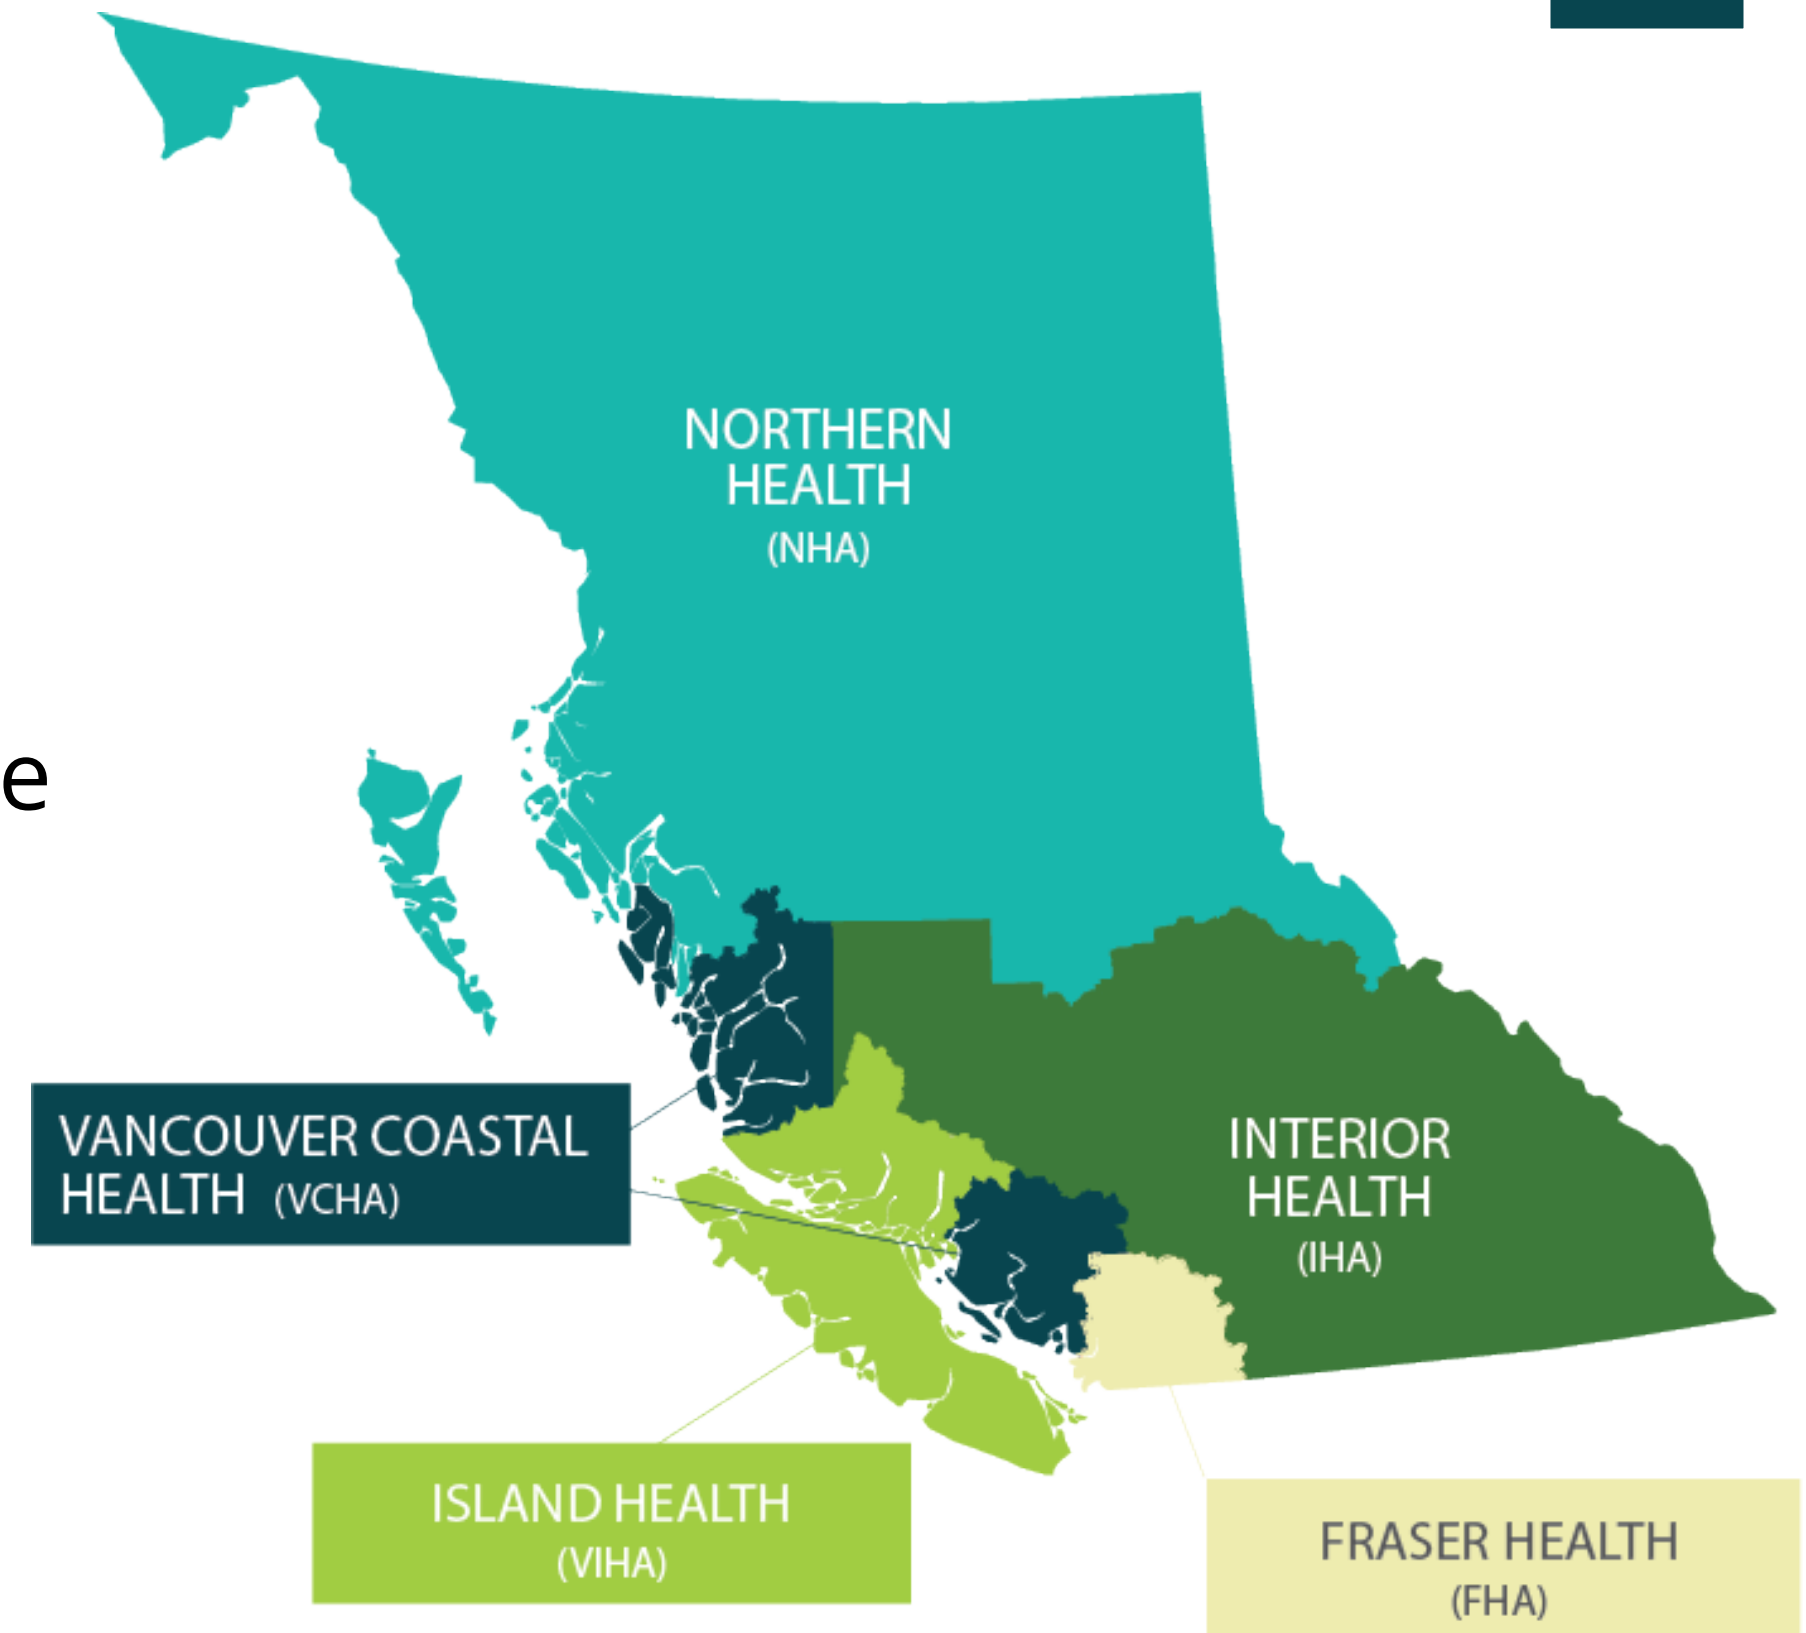 NORTHERN
HEALTH
(NHA)
e
VANCOUVER COASTAL
HEALTH (VCHA)
INTERIOR
HEALTH
(IHA)
ISLAND HEALTH
(VIHA)
FRASER HEALTH
(FHA)